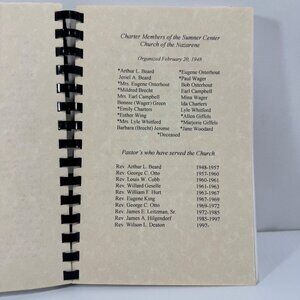 Charter Members of the Sumner Center
Church of the Nazarene
Organized February 20, 1948
*Arthur L. Beard
*Eugene Osterhout
Jewel A. Beard
*Paul Wager
*Mrs. Eugene Osterhout
Bob Osterhout
*Mildred Brecht
Earl Campbell
Mrs. Earl Campbell
Mina Wager
Bonnie (Wager) Green
Ida Charters
*Emily Charters
Lyle Whitford
*Esther Wing
*Allen Giffels
*Mrs. Lyle Whitford
*Marjorie Giffels
Barbara (Brecht) Jerome
*Jane Woodard
*Deceased
Pastor's who have served the Church
Rev. Arthur L. Beard 1948-1957
Rev. George C. Otto 1957-1960
Rev. Louis W. Cobb 1960-1961
Rev. Willard Geselle 1961-1963
Rev. William F. Hurt 1963-1967
Rev. Eugene King 1967-1969
Rev. George C. Otto 1969-1972
Rev. James E. Leitzman, Sr. 1972-1985
Rev. James A. Hilgendorf 1985-1997
Rev. Wilson L. Deaton 1997-